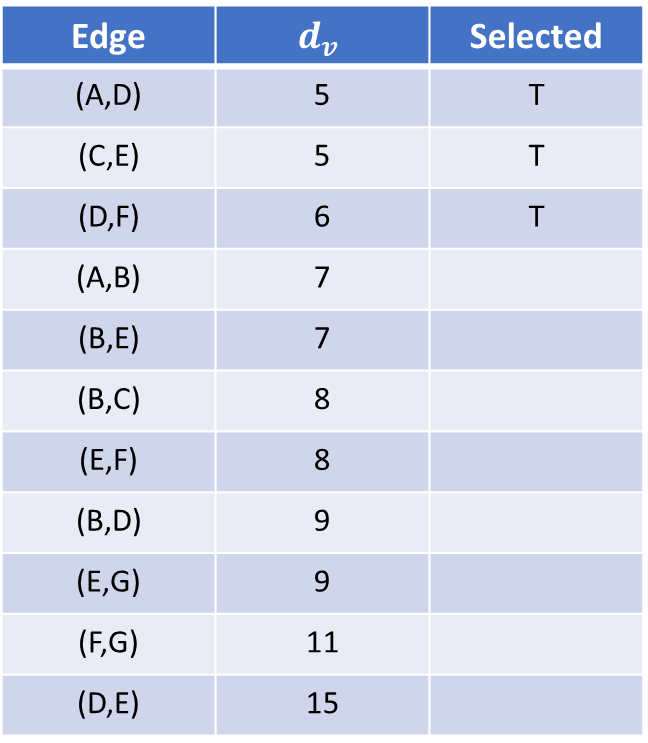 Edge d_v Selected
(A,D) 5 T
(C,E) 5 T
(D,F) 6 T
(A,B) 7
(B,E) 7
(B,C) 8
(E,F) 8
(B,D) 9
(E,G) 9
(F,G) 11
(D,E) 15